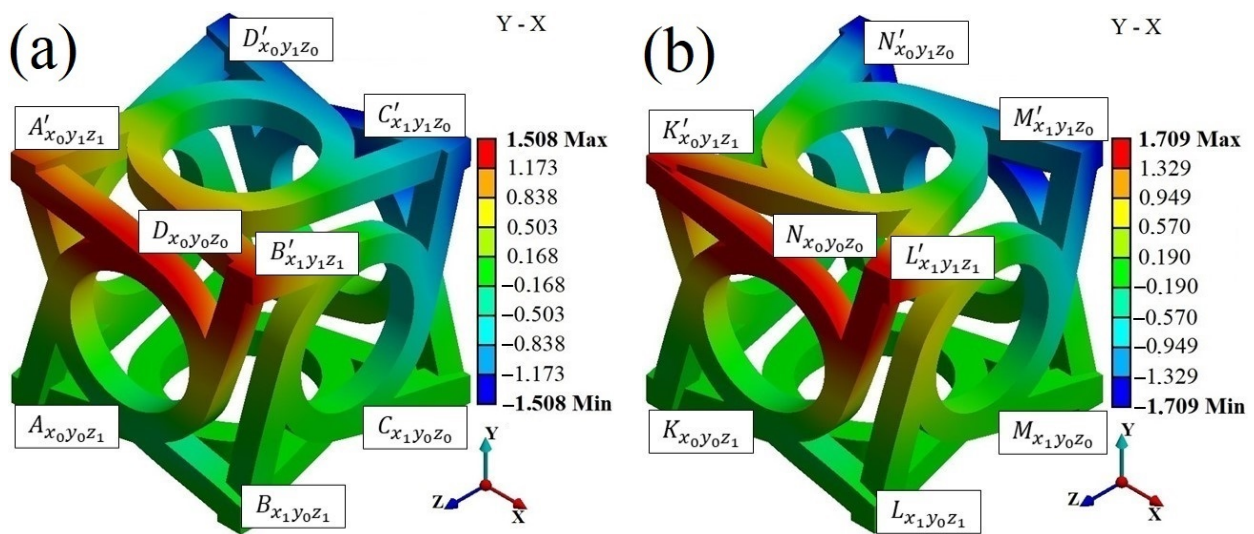 (a)
Y - X
D′x₀y₁z₀
A′x₀y₁z₁
C′x₁y₁z₀
Dx₀y₀z₀
B′x₁y₁z₁
Ax₀y₀z₁
Cx₁y₀z₀
Bx₁y₀z₁
1.508 Max
1.173
0.838
0.503
0.168
−0.168
−0.503
−0.838
−1.173
−1.508 Min
Y
Z
X
(b)
Y - X
N′x₀y₁z₀
K′x₀y₁z₁
M′x₁y₁z₀
Nx₀y₀z₀
L′x₁y₁z₁
Kx₀y₀z₁
Mx₁y₀z₀
Lx₁y₀z₁
1.709 Max
1.329
0.949
0.570
0.190
−0.190
−0.570
−0.949
−1.329
−1.709 Min
Y
Z
X